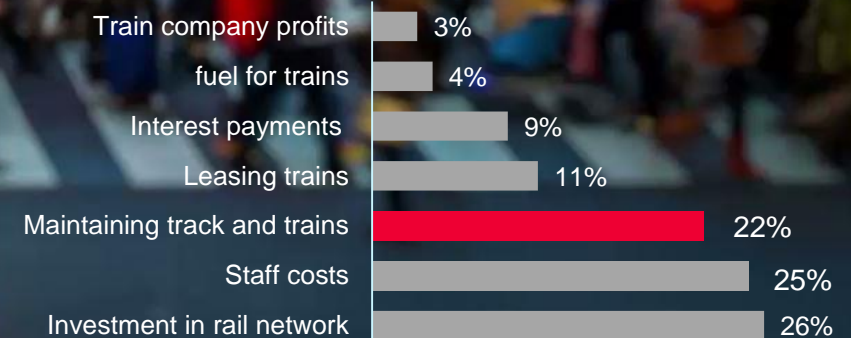 Train company profits 3%
fuel for trains 4%
Interest payments 9%
Leasing trains 11%
Maintaining track and trains 22%
Staff costs 25%
Investment in rail network 26%